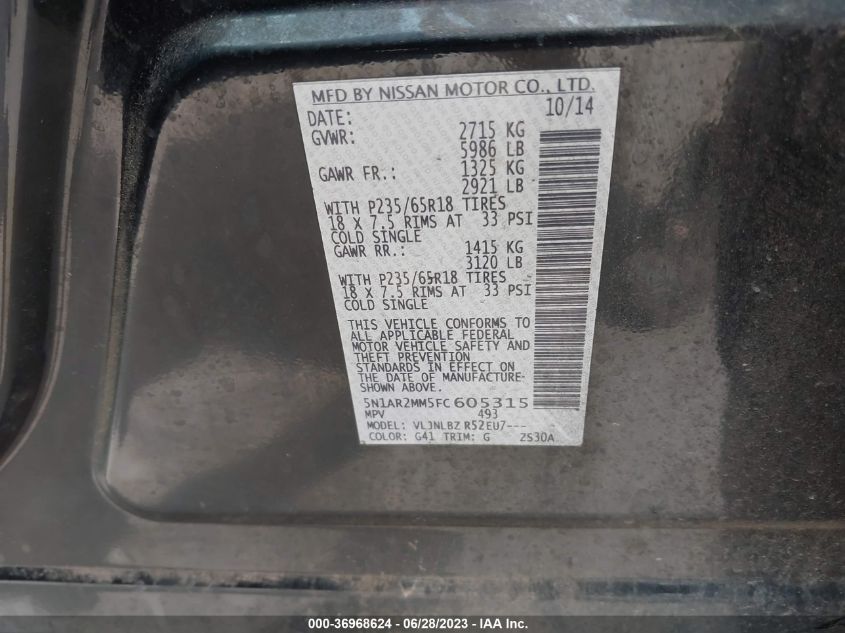 MFD BY NISSAN MOTOR CO., LTD.
DATE: 10/14
GVWR: 2715 KG
5986 LB
GAWR FR.: 1325 KG
2921 LB
WITH P235/65R18 TIRES
18 X 7.5 RIMS AT 33 PSI
COLD SINGLE
GAWR RR.: 1415 KG
3120 LB
WITH P235/65R18 TIRES
18 X 7.5 RIMS AT 33 PSI
COLD SINGLE
THIS VEHICLE CONFORMS TO
ALL APPLICABLE FEDERAL
MOTOR VEHICLE SAFETY AND
THEFT PREVENTION
STANDARDS IN EFFECT ON
THE DATE OF MANUFACTURE
SHOWN ABOVE.
5N1AR2MM5FC605315
MPV 493
MODEL: VLJNLBZ R52EU7---
COLOR: G41 TRIM: G ZS30A
000-36968624 / 06/28/2023 - IAA Inc.